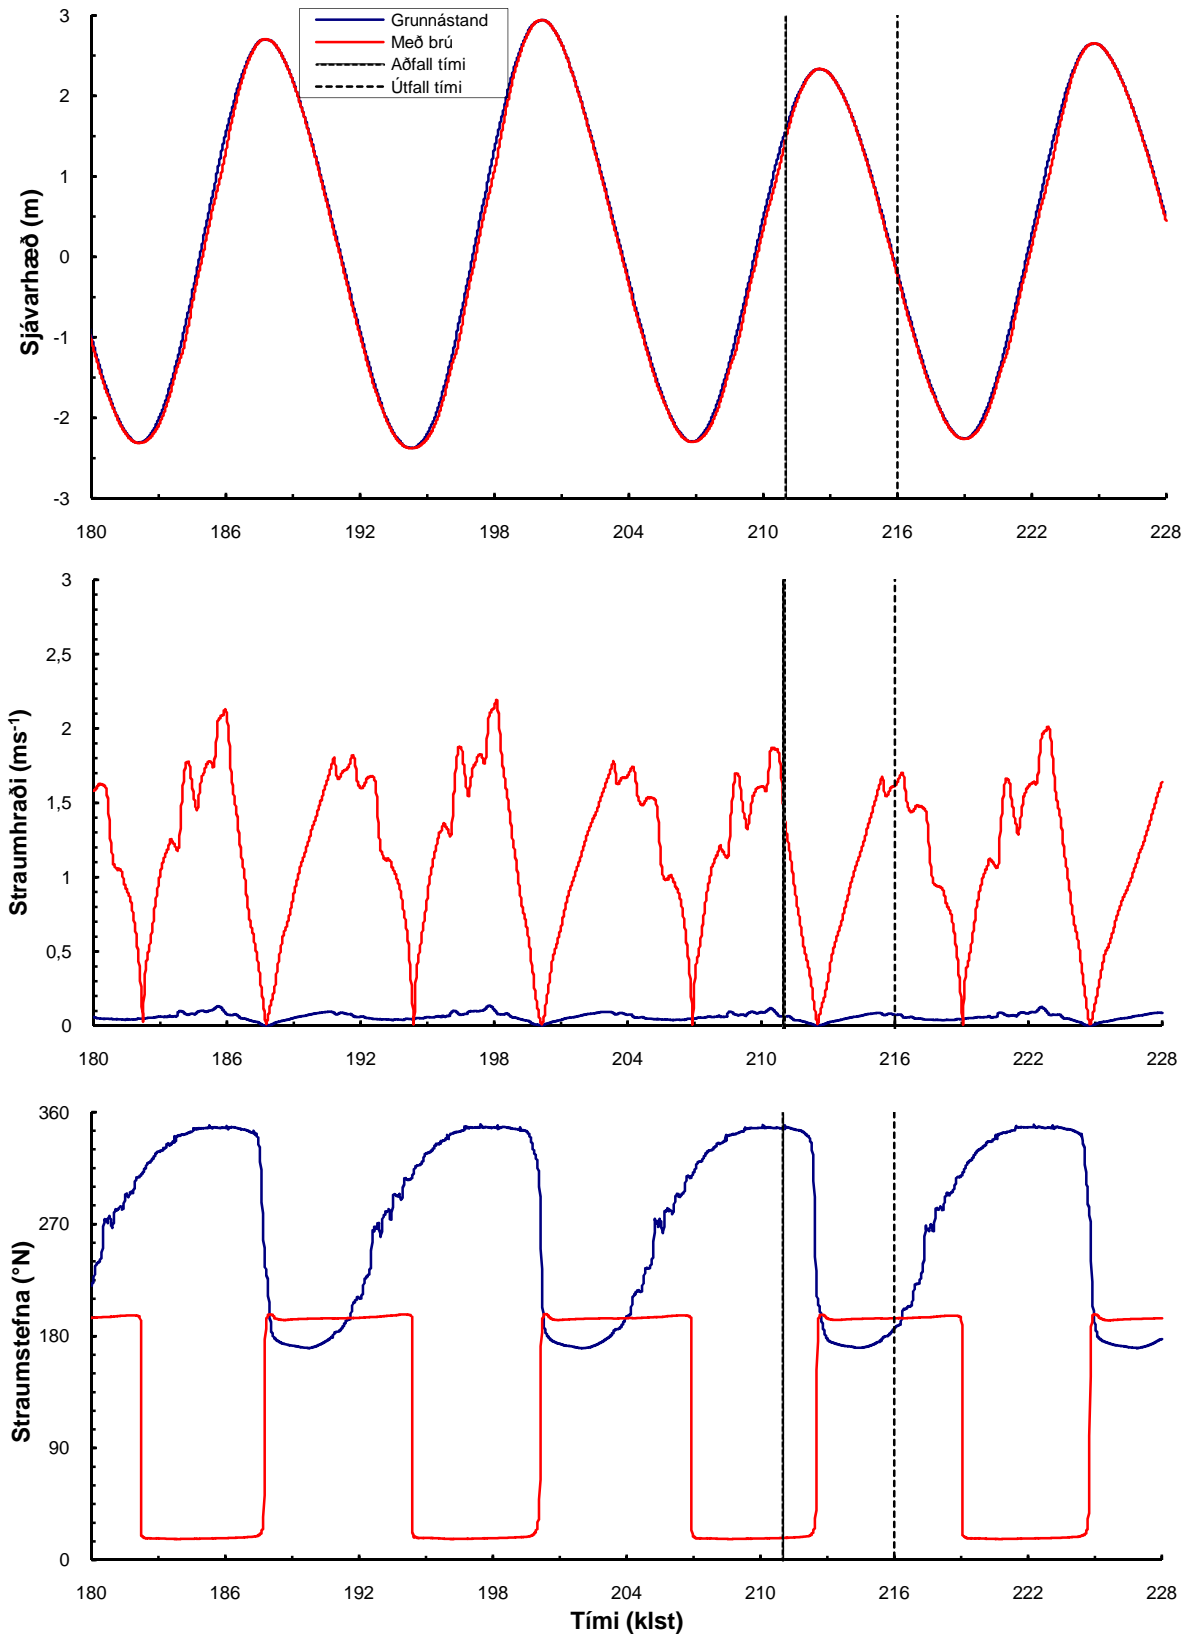 Grunnástand
Með brú
Aðfall tími
Útfall tími
Sjávarhæð (m)
3
2
1
0
-1
-2
-3
180 186 192 198 204 210 216 222 228
Straumhraði (ms-1)
3
2,5
2
1,5
1
0,5
0
180 186 192 198 204 210 216 222 228
Straumstefna (°N)
360
270
180
90
0
180 186 192 198 204 210 216 222 228
Tími (klst)